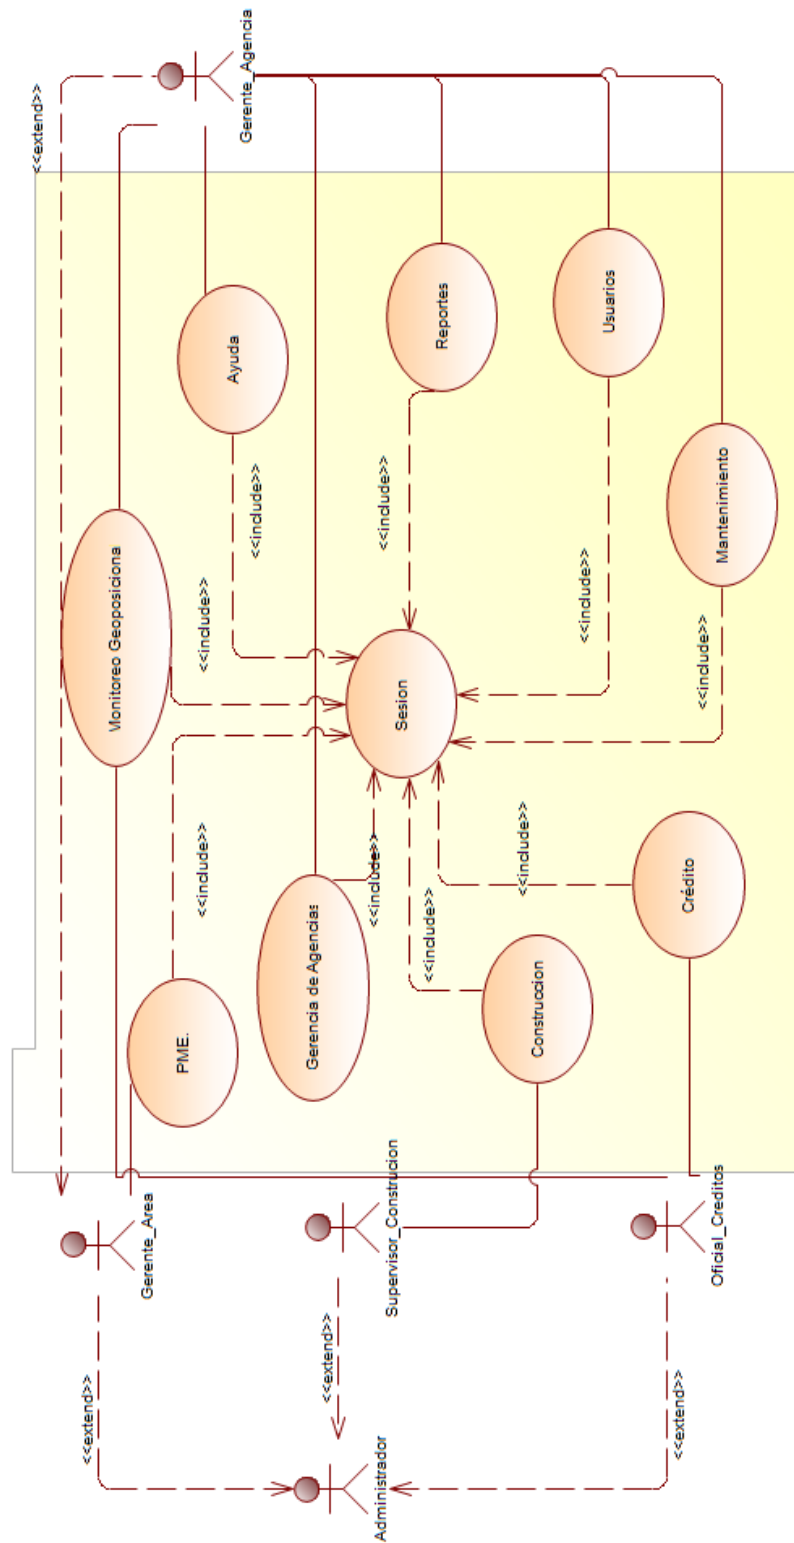 <<extend>>
<<extend>>
Monitoreo Geoposiciona
Gerente_Area
PME.
<<include>>
<<include>>
Ayuda
Gerente_Agencia
<<include>>
Gerencia de Agencias
<<extend>>
<<include>>
Administrador
<<include>>
Supervisor_Construcion
Sesion
<<include>>
Reportes
<<include>>
Construccion
<<include>>
Usuarios
<<extend>>
Crédito
<<include>>
Oficial_Creditos
Mantenimiento